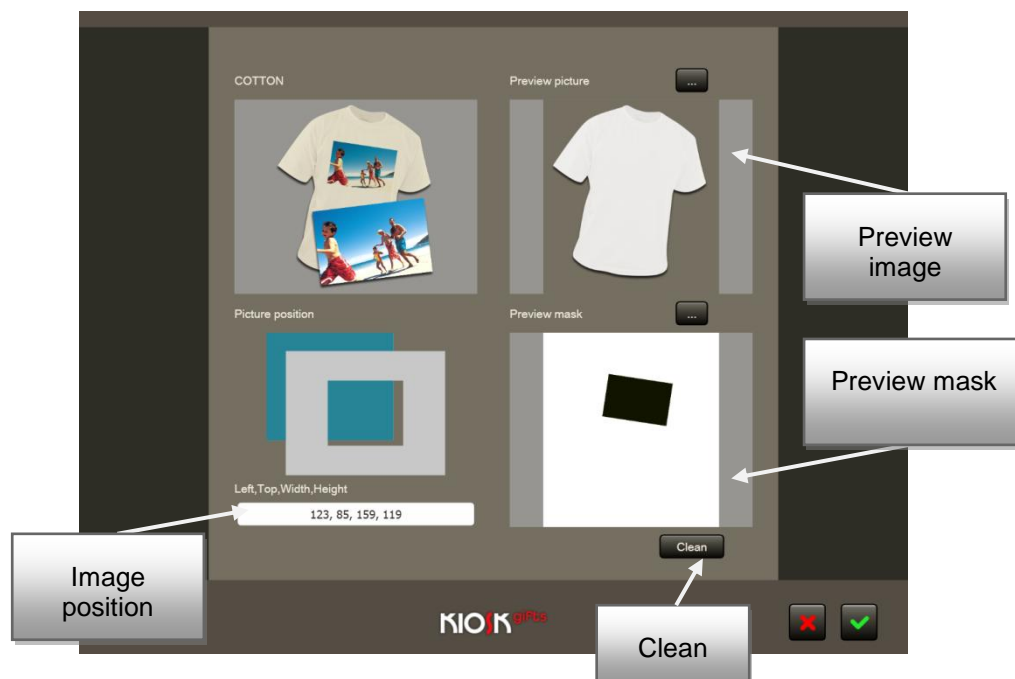 COTTON
Preview picture
...
Preview
image
Picture position
Preview mask
...
Preview mask
Left,Top,Width,Height
123, 85, 159, 119
Clean
Image
position
KIOSK gifts
Clean